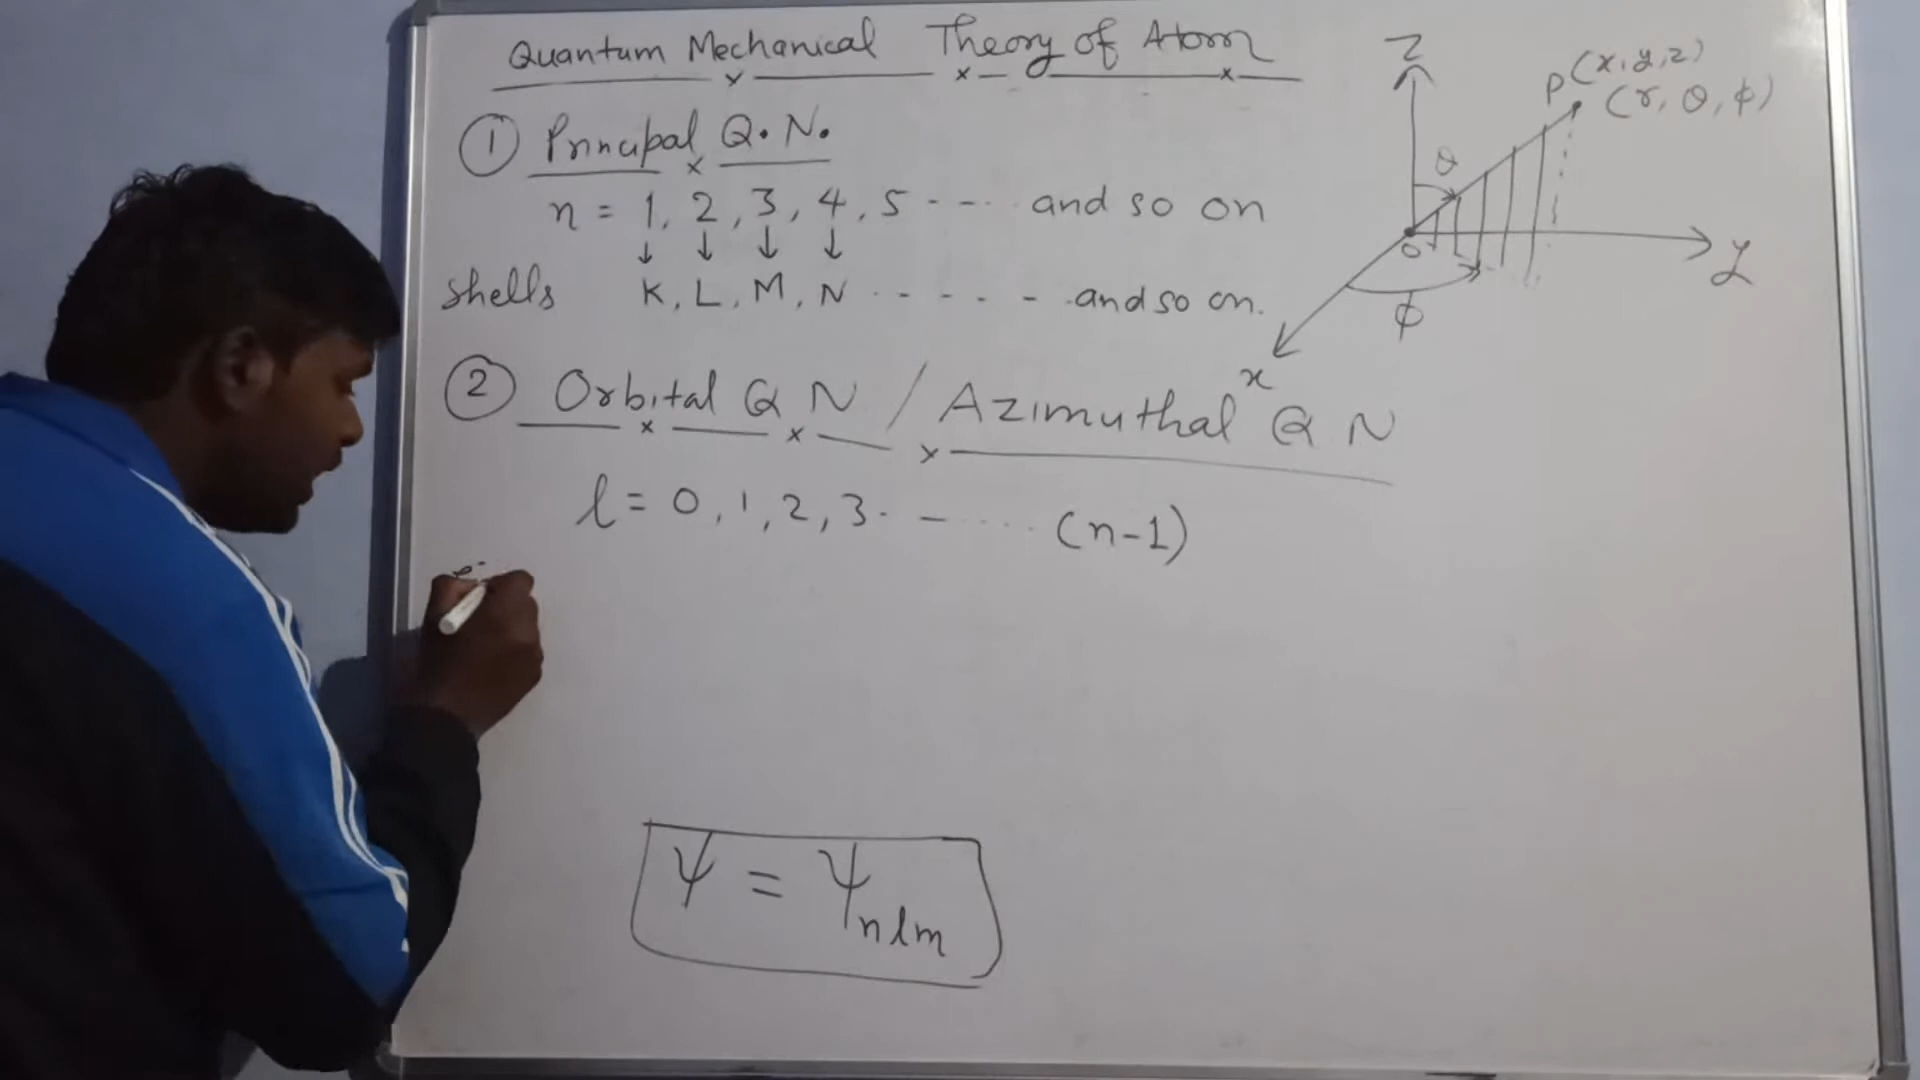 Quantum Mechanical Theory of Atom
① Principal Q.N.
n = 1, 2, 3, 4, 5 - - - and so on
↓ ↓ ↓ ↓
shells K, L, M, N - - - - - and so on.
② Orbital Q N / Azimuthal Q N
l = 0, 1, 2, 3 - - - - - (n-1)
ψ = ψnlm
Z
P(x,y,z)
(r, θ, φ)
θ
O
y
φ
x